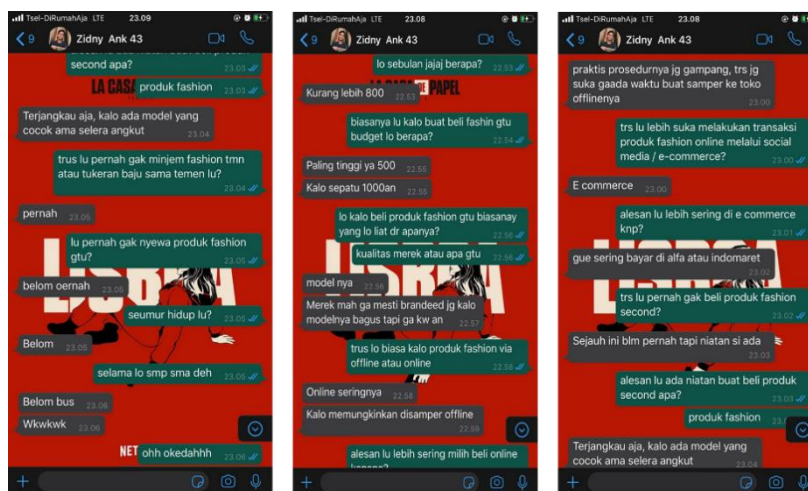 Tsel-DiRumahAja LTE 23.09
9 Zidny Ank 43
second apa? 23.03
LA CASA
produk fashion 23.03
Terjangkau aja, kalo ada model yang
cocok ama selera angkut 23.04
trus lu pernah gak minjem fashion tmn
atau tukeran baju sama temen lu?
23.04
pernah 23.05
lu pernah gak nyewa produk fashion
gtu? 23.05
belom oernah 23.05
seumur hidup lu? 23.05
Belom 23.05
selama lo smp sma deh 23.05
Belom bus 23.06
Wkwkwk 23.06
NET
ohh okedahhh 23.06
Tsel-DiRumahAja LTE 23.08
9 Zidny Ank 43
lo sebulan jajaj berapa? 22.53
DE PAPEL
Kurang lebih 800 22.53
biasanya lu kalo buat beli fashin gtu
budget lo berapa? 22.54
Paling tinggi ya 500 22.55
Kalo sepatu 1000an 22.55
lo kalo beli produk fashion gtu biasanay
yang lo liat dr apanya? 22.56
kualitas merek atau apa gtu 22.56
model nya 22.56
Merek mah ga mesti brandeed jg kalo
modelnya bagus tapi ga kw an 22.57
trus lo biasa kalo produk fashion via
offline atau online 22.58
Online seringnya 22.58
Kalo memungkinkan disamper offline
22.59
alesan lu lebih sering milih beli online
Tsel-DiRumahAja LTE 23.08
9 Zidny Ank 43
praktis prosedurnya jg gampang, trs jg
suka gaada waktu buat samper ke toko
offlinenya 23.00
trs lu lebih suka melakukan transaksi
produk fashion online melalui social
media / e-commerce? 23.00
E commerce 23.00
alesan lu lebih sering di e commerce
knp? 23.01
gue sering bayar di alfa atau indomaret
23.02
trs lu pernah gak beli produk fashion
second? 23.02
Sejauh ini blm pernah tapi niatan si ada
23.03
alesan lu ada niatan buat beli produk
second apa? 23.03
produk fashion
Terjangkau aja, kalo ada model yang
cocok ama selera angkut 23.04